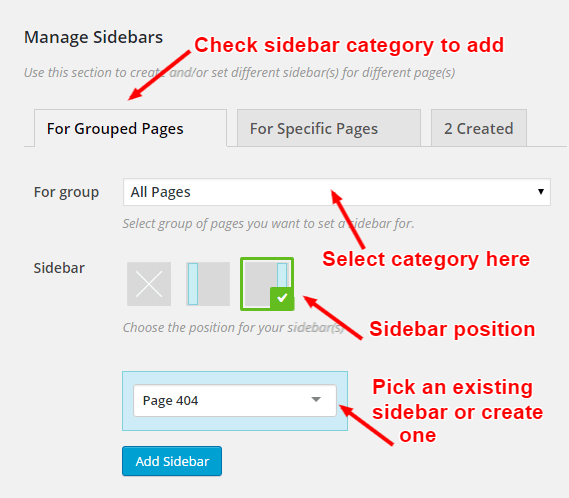 Manage Sidebars
Check sidebar category to add
Use this section to create and/or set different sidebar(s) for different page(s)
For Grouped Pages
For Specific Pages
2 Created
For group
All Pages
Select group of pages you want to set a sidebar for.
Select category here
Sidebar
Choose the position for your sidebar(s)
Sidebar position
Page 404
Pick an existing
sidebar or create
one
Add Sidebar